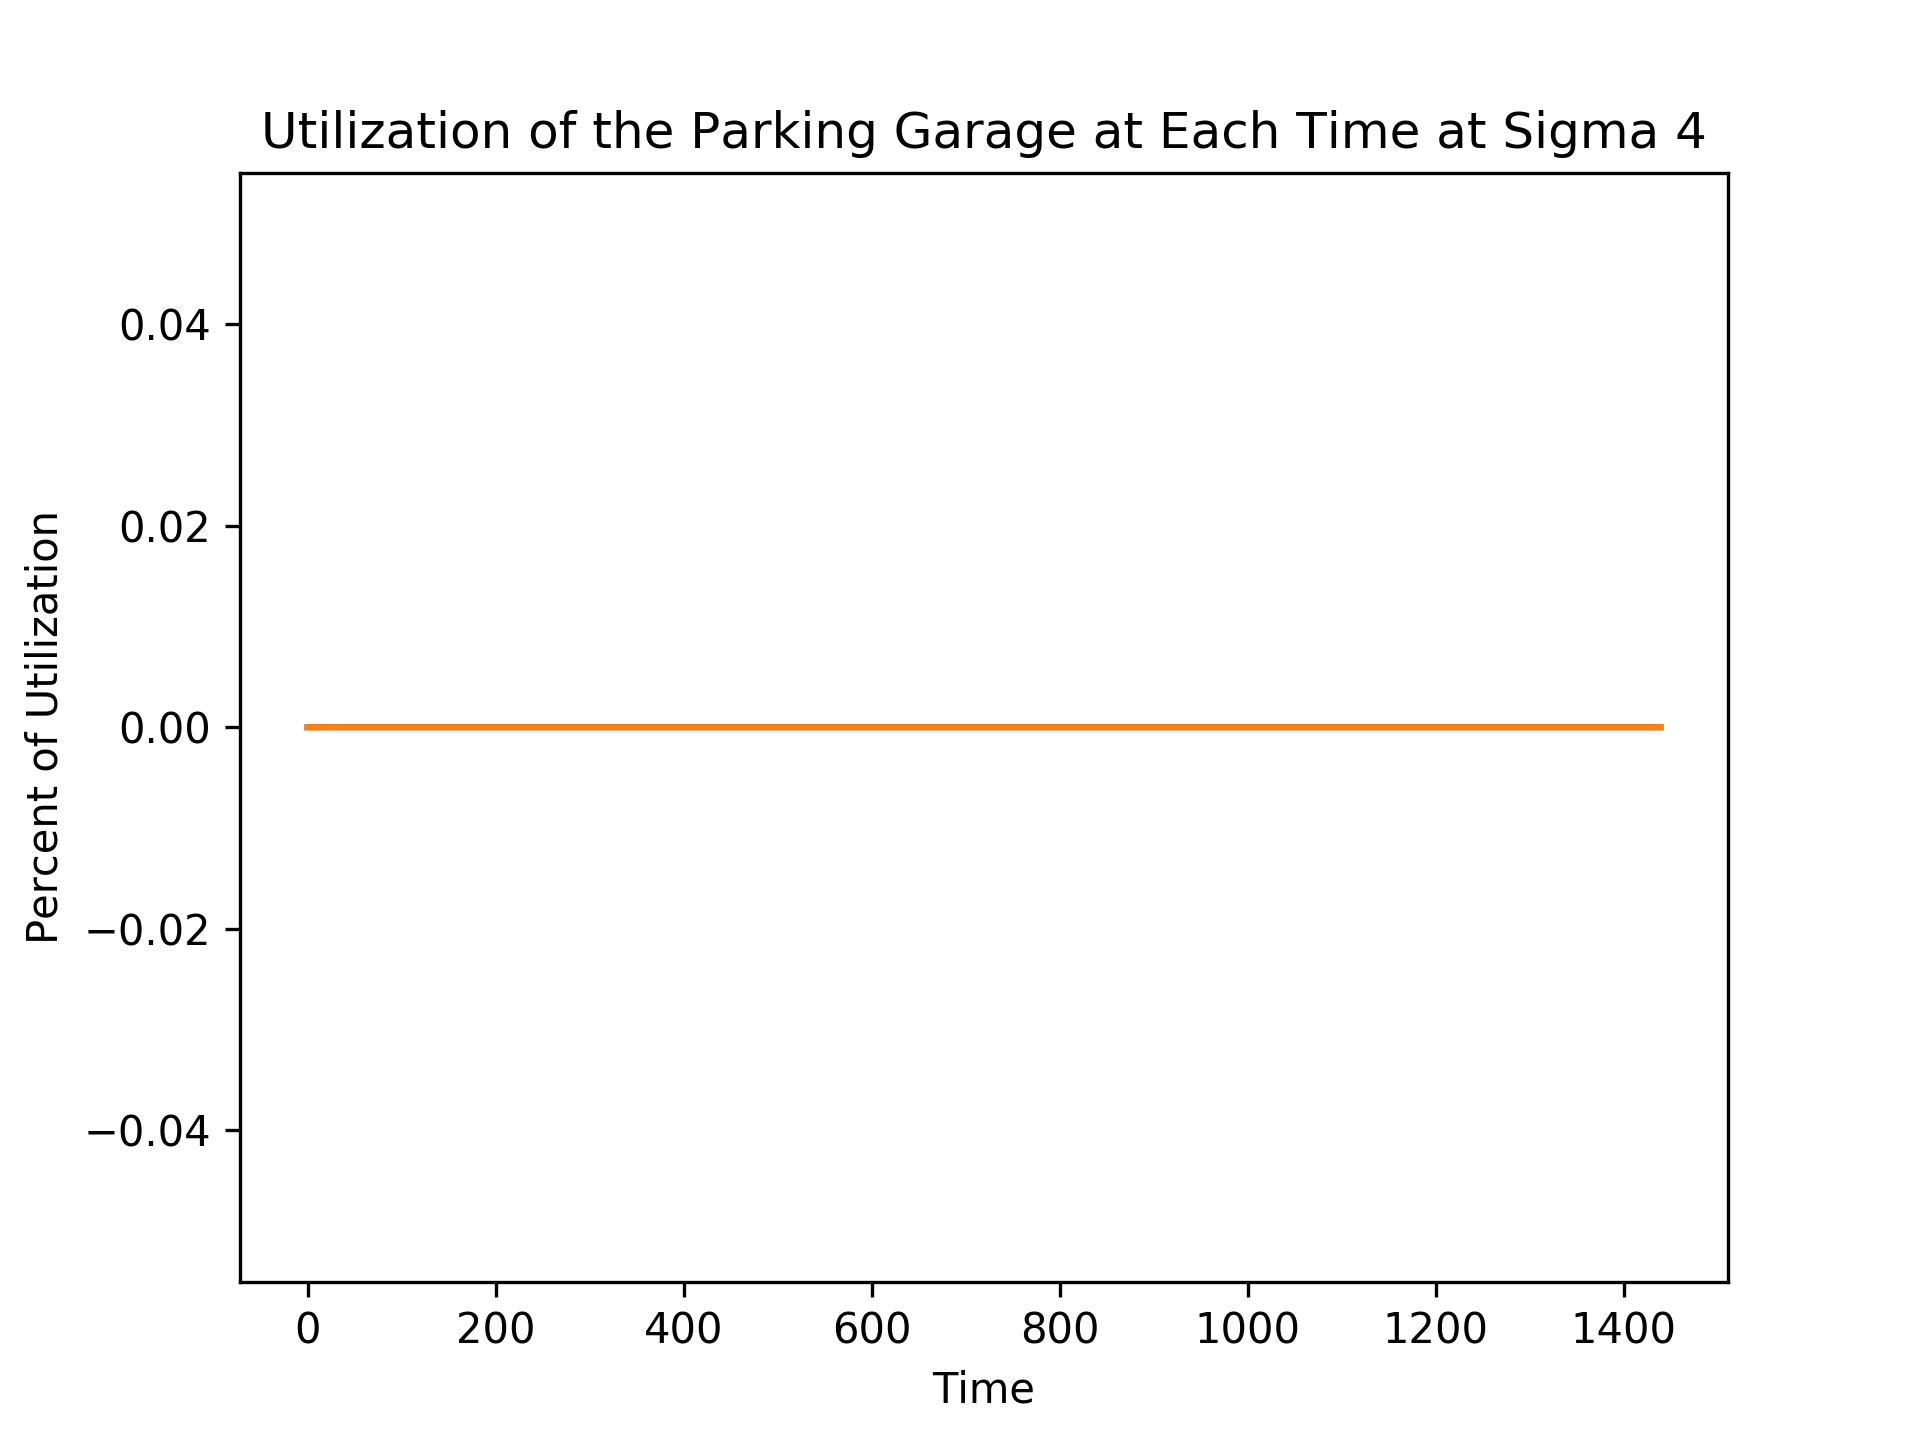 Utilization of the Parking Garage at Each Time at Sigma 4
0.04
0.02
0.00
−0.02
−0.04
Percent of Utilization
0 200 400 600 800 1000 1200 1400
Time